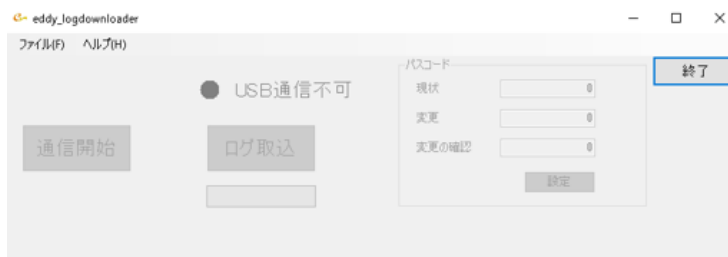 eddy_logdownloader
ファイル(F) ヘルプ(H)
終了
USB通信不可
通信開始
ログ取込
パスコード
現状 0
変更 0
変更の確認 0
設定